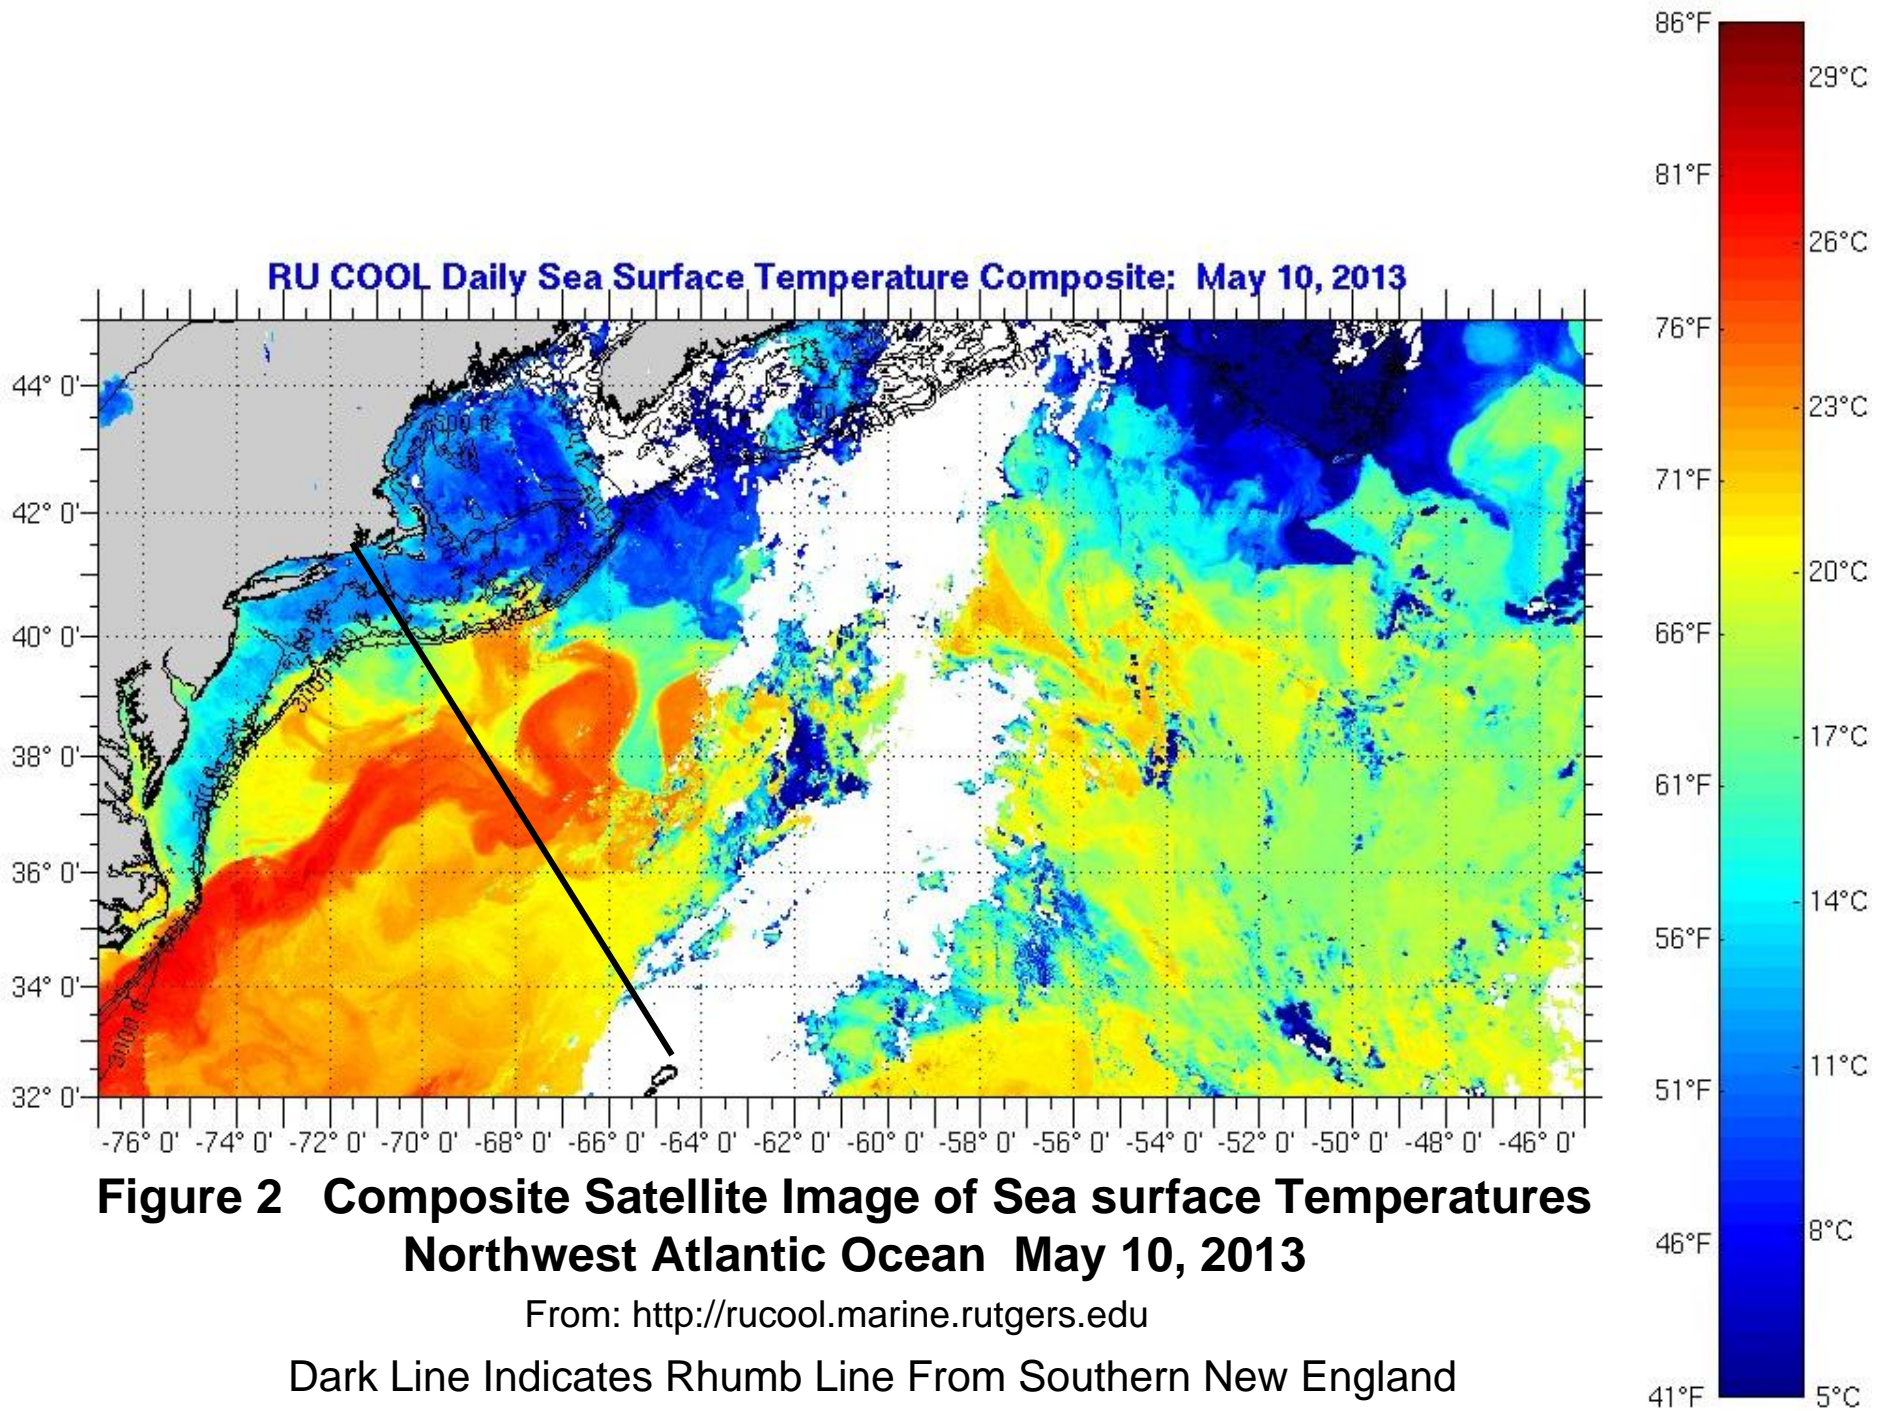 86°F
29°C
81°F
26°C
RU COOL Daily Sea Surface Temperature Composite:  May 10, 2013
76°F
44° 0'
23°C
71°F
42° 0'
20°C
40° 0'
66°F
3000 ft
17°C
38° 0'
61°F
36° 0'
14°C
56°F
34° 0'
3000 ft
11°C
51°F
32° 0'
-76° 0' -74° 0' -72° 0' -70° 0' -68° 0' -66° 0' -64° 0' -62° 0' -60° 0' -58° 0' -56° 0' -54° 0' -52° 0' -50° 0' -48° 0' -46° 0'
Figure 2   Composite Satellite Image of Sea surface Temperatures
Northwest Atlantic Ocean  May 10, 2013
8°C
46°F
From: http://rucool.marine.rutgers.edu
Dark Line Indicates Rhumb Line From Southern New England
41°F
5°C